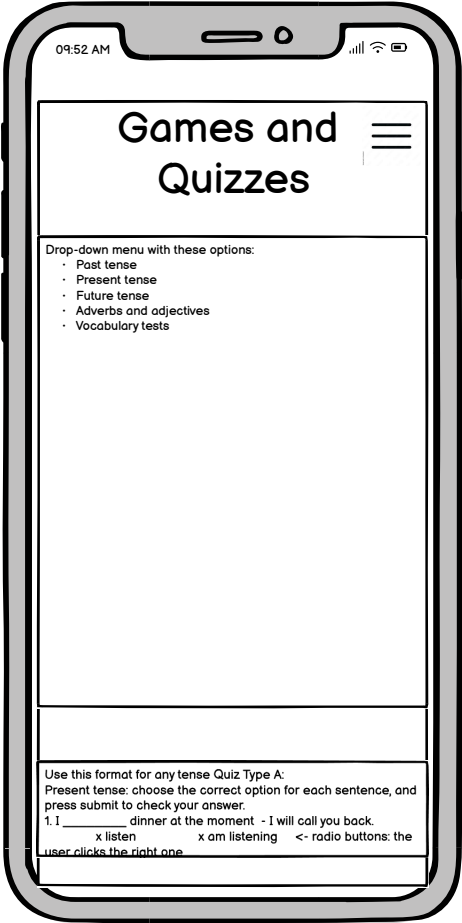 09:52 AM
Games and
Quizzes
Drop-down menu with these options:
· Past tense
· Present tense
· Future tense
· Adverbs and adjectives
· Vocabulary tests
Use this format for any tense Quiz Type A:
Present tense: choose the correct option for each sentence, and
press submit to check your answer.
1. I __________ dinner at the moment  - I will call you back.
x listen x am listening <- radio buttons: the
user clicks the right one